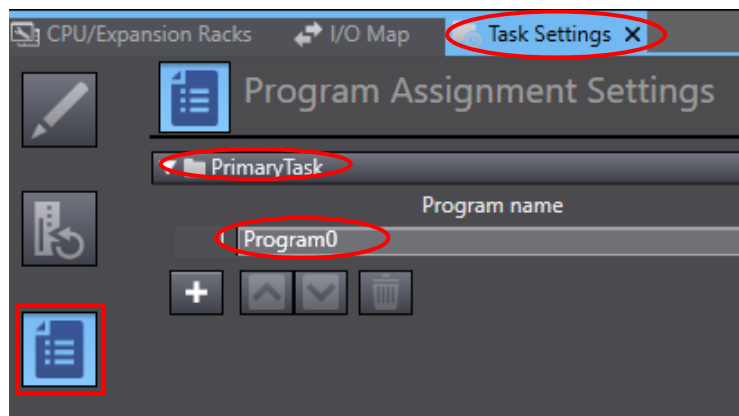 CPU/Expansion Racks I/O Map Task Settings
Program Assignment Settings
PrimaryTask
Program name
Program0